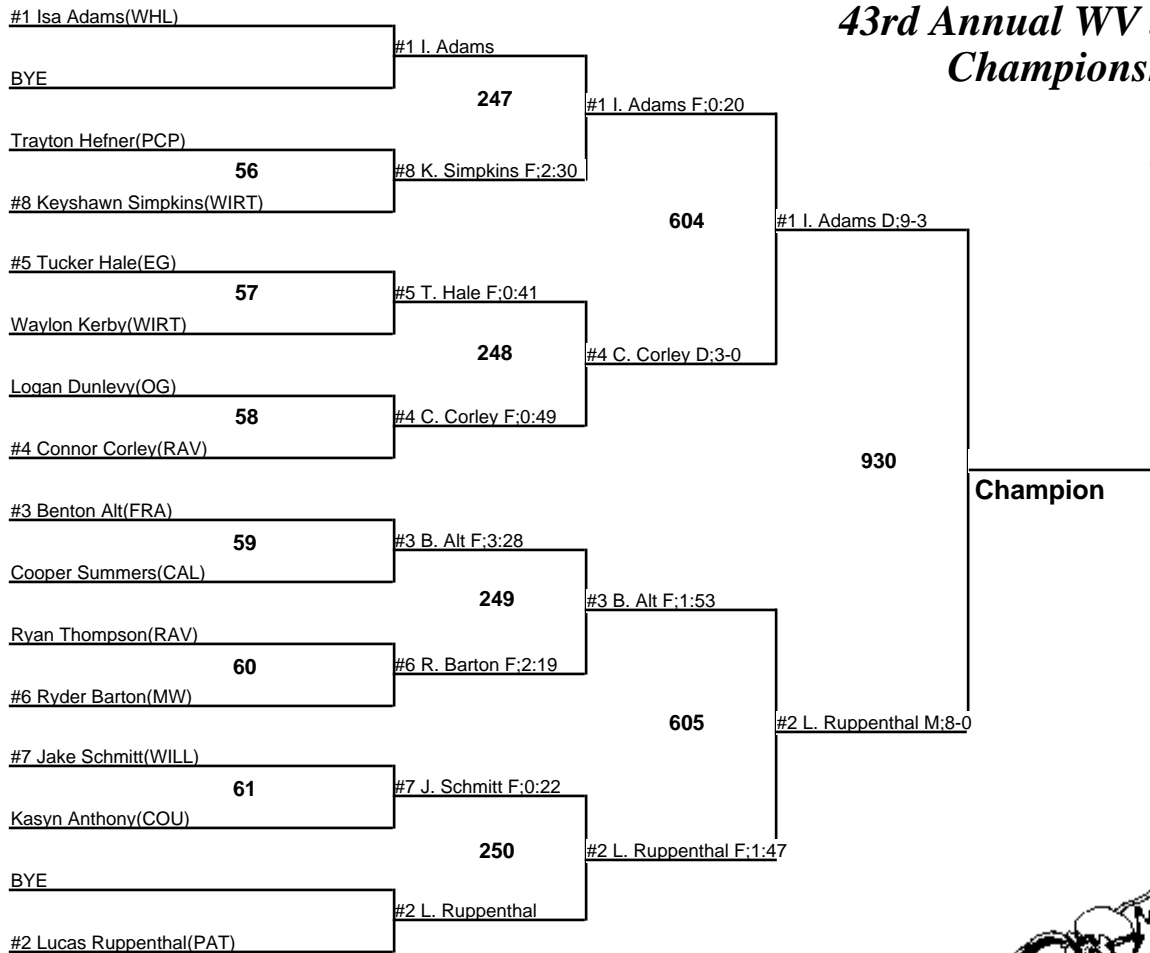 #1 Isa Adams(WHL)
43rd Annual WV
Champions
#1 I. Adams
BYE
247
#1 I. Adams F;0:20
Trayton Hefner(PCP)
56
#8 K. Simpkins F;2:30
#8 Keyshawn Simpkins(WIRT)
604
#1 I. Adams D;9-3
#5 Tucker Hale(EG)
57
#5 T. Hale F;0:41
Waylon Kerby(WIRT)
248
#4 C. Corley D;3-0
Logan Dunlevy(OG)
58
#4 C. Corley F;0:49
#4 Connor Corley(RAV)
930
Champion
#3 Benton Alt(FRA)
59
#3 B. Alt F;3:28
Cooper Summers(CAL)
249
#3 B. Alt F;1:53
Ryan Thompson(RAV)
60
#6 R. Barton F;2:19
#6 Ryder Barton(MW)
605
#2 L. Ruppenthal M;8-0
#7 Jake Schmitt(WILL)
61
#7 J. Schmitt F;0:22
Kasyn Anthony(COU)
250
#2 L. Ruppenthal F;1:47
BYE
#2 L. Ruppenthal
#2 Lucas Ruppenthal(PAT)